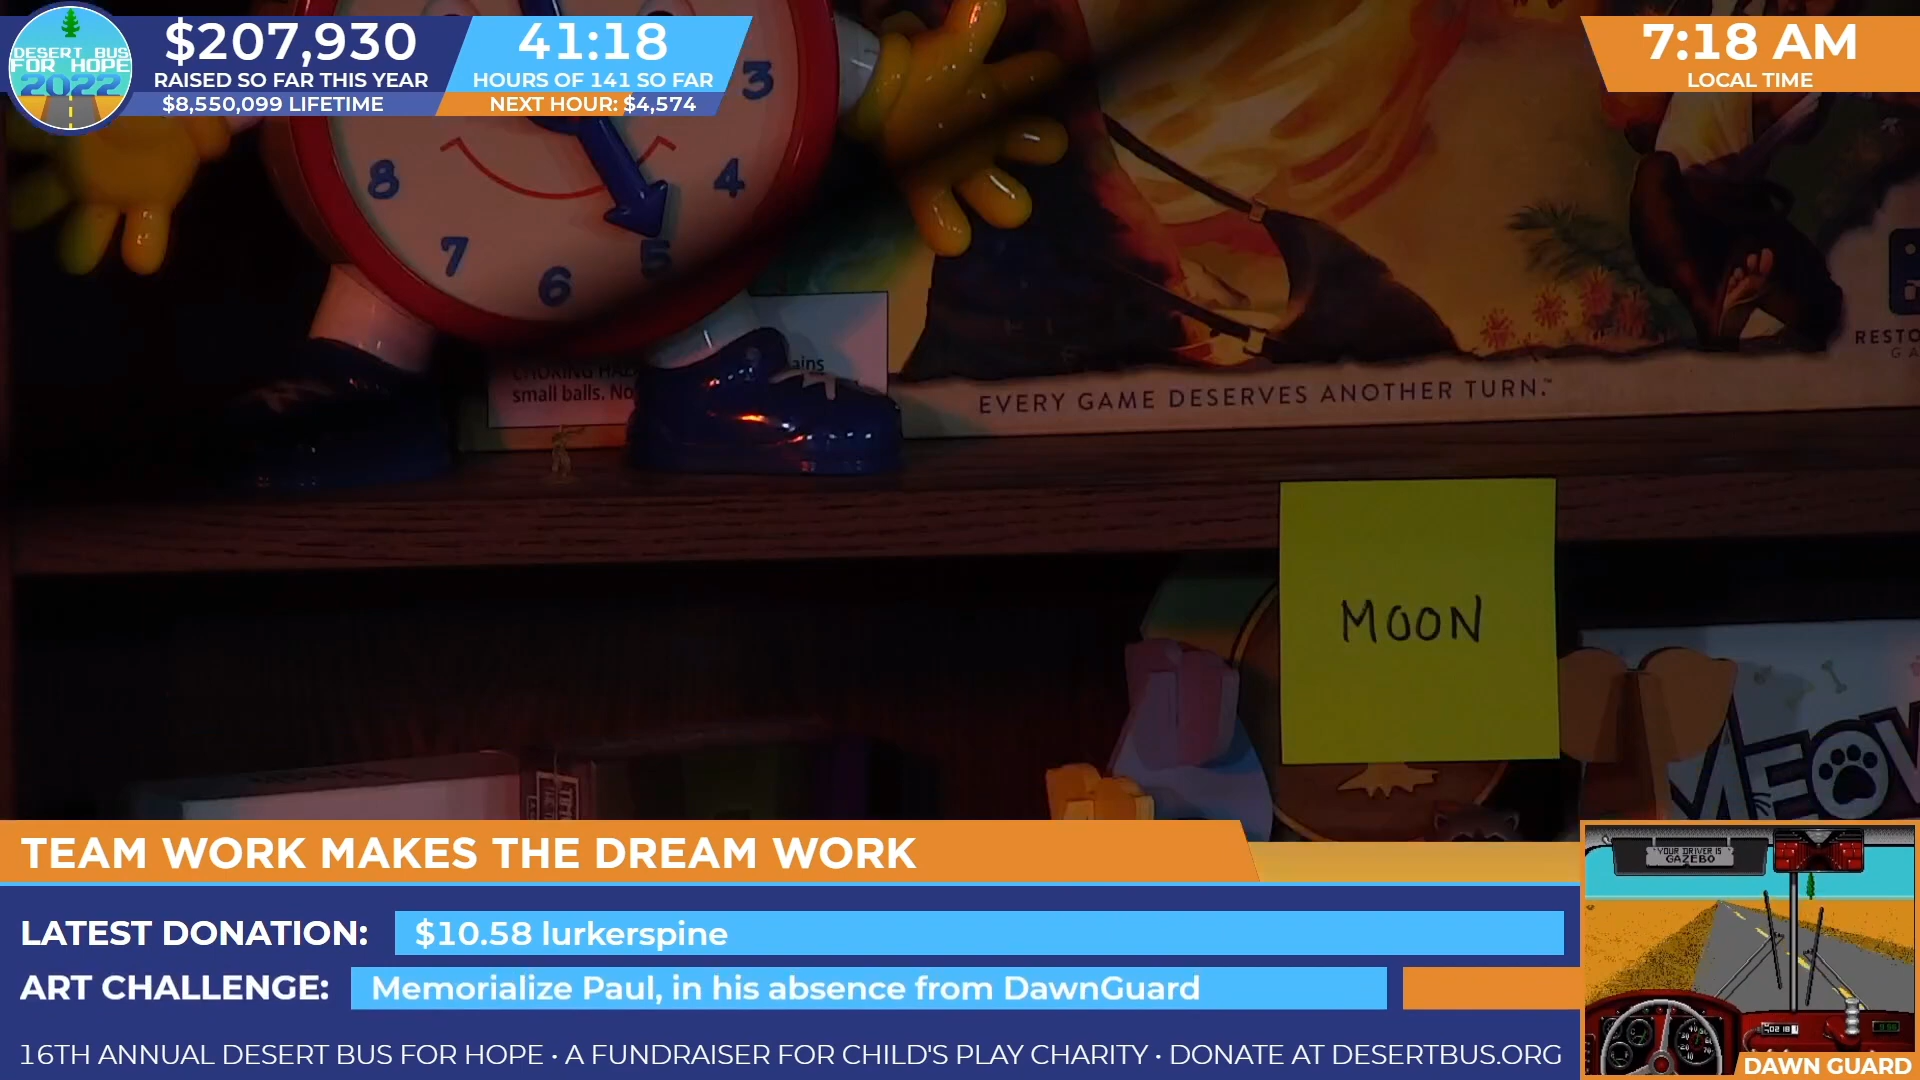 DESERT BUS
FOR HOPE
2022
$207,930
RAISED SO FAR THIS YEAR
$8,550,099 LIFETIME
41:18
HOURS OF 141 SO FAR
NEXT HOUR: $4,574
7:18 AM
LOCAL TIME
3
4
5
6
7
8
CHOKING
ains
small balls. No
EVERY GAME DESERVES ANOTHER TURN.™
RESTO
MOON
MEOW
TEAM WORK MAKES THE DREAM WORK
LATEST DONATION: $10.58 lurkerspine
ART CHALLENGE: Memorialize Paul, in his absence from DawnGuard
16TH ANNUAL DESERT BUS FOR HOPE • A FUNDRAISER FOR CHILD'S PLAY CHARITY • DONATE AT DESERTBUS.ORG
YOUR DRIVER IS
GAZEBO
DAWN GUARD